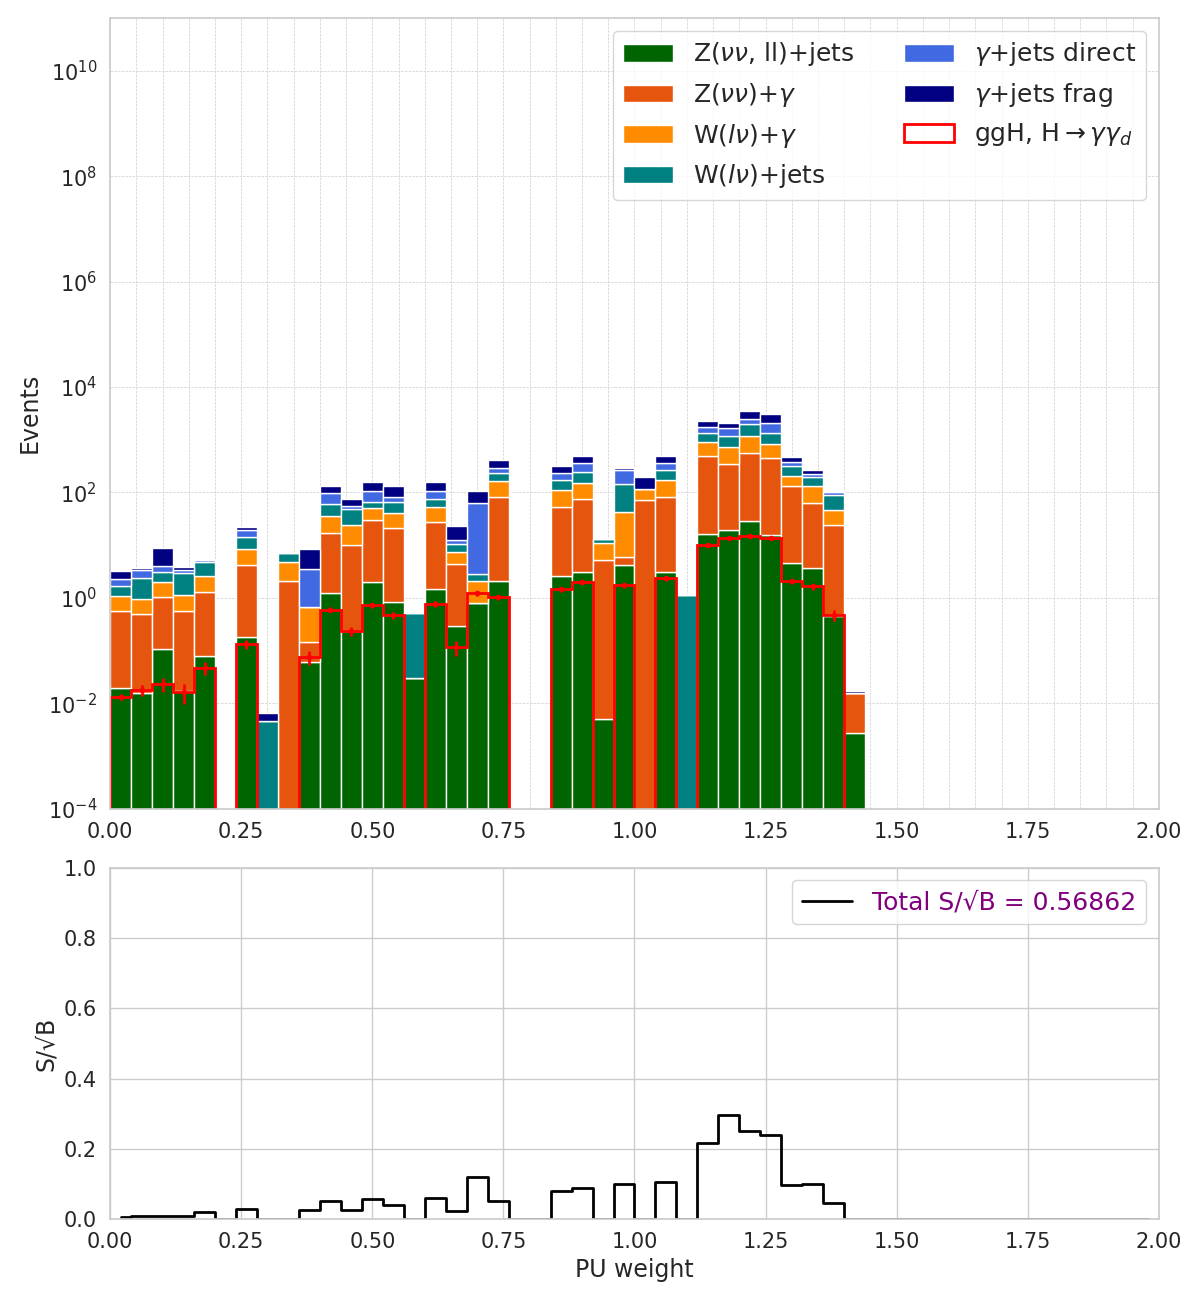 Z(νν, ll)+jets
Z(νν)+γ
W(lν)+γ
W(lν)+jets
γ+jets direct
γ+jets frag
ggH, H→γγ_d
Events
10^10
10^8
10^6
10^4
10^2
10^0
10^−2
10^−4
0.00 0.25 0.50 0.75 1.00 1.25 1.50 1.75 2.00
Total S/√B = 0.56862
S/√B
1.0
0.8
0.6
0.4
0.2
0.0
0.00 0.25 0.50 0.75 1.00 1.25 1.50 1.75 2.00
PU weight